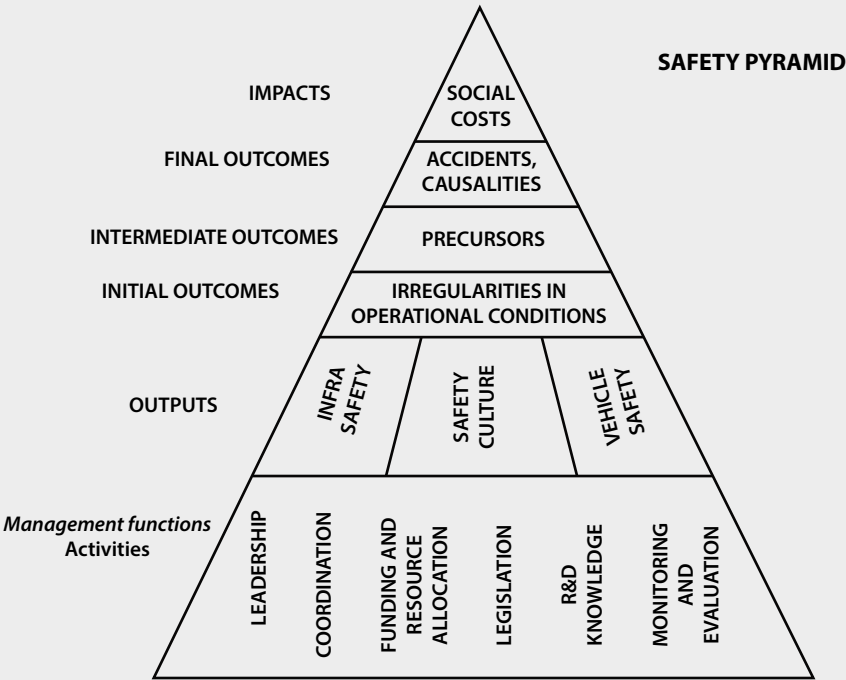 SAFETY PYRAMID
IMPACTS
SOCIAL
COSTS
FINAL OUTCOMES
ACCIDENTS,
CAUSALITIES
INTERMEDIATE OUTCOMES
PRECURSORS
INITIAL OUTCOMES
IRREGULARITIES IN
OPERATIONAL CONDITIONS
OUTPUTS
INFRA
SAFETY
SAFETY
CULTURE
VEHICLE
SAFETY
Management functions
Activities
LEADERSHIP
COORDINATION
FUNDING AND
RESOURCE
ALLOCATION
LEGISLATION
R&D
KNOWLEDGE
MONITORING
AND
EVALUATION